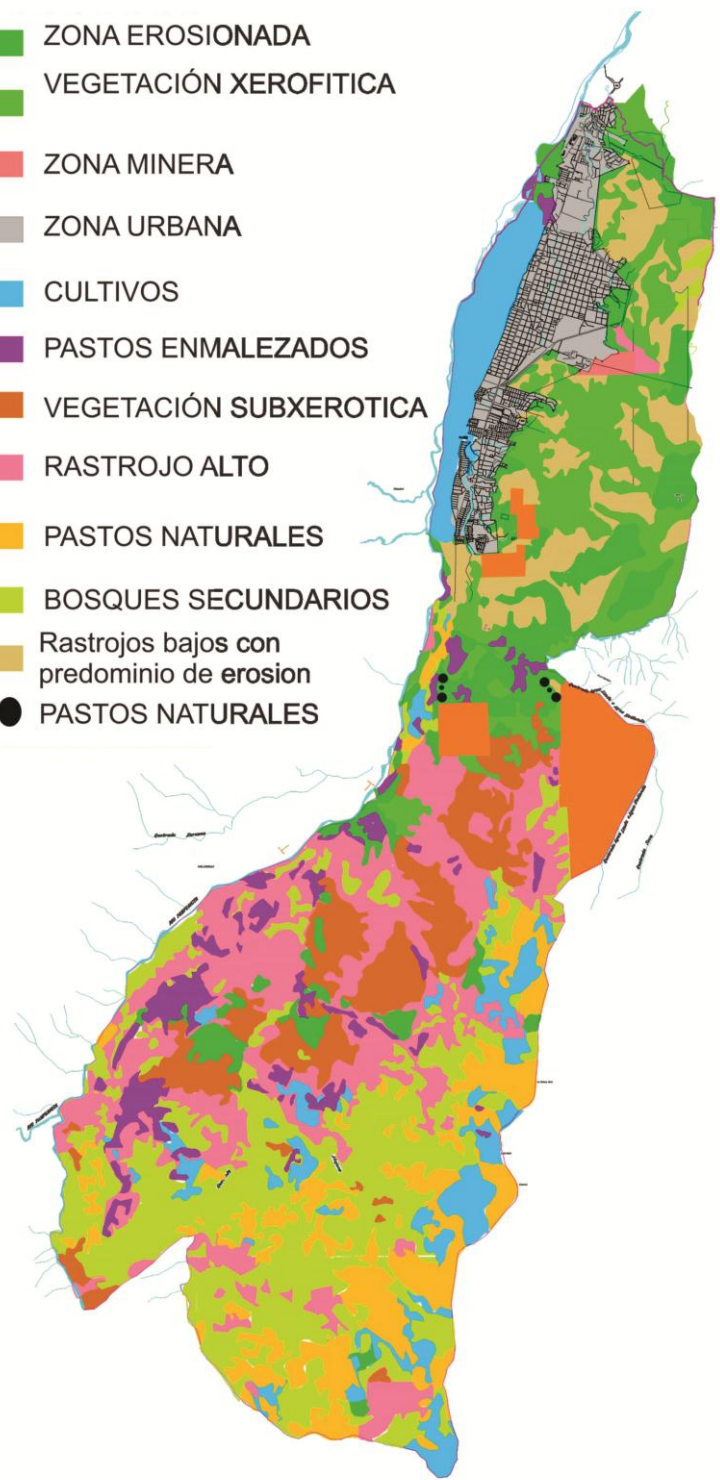 ZONA EROSIONADA
VEGETACIÓN XEROFITICA
ZONA MINERA
ZONA URBANA
CULTIVOS
PASTOS ENMALEZADOS
VEGETACIÓN SUBXEROTICA
RASTROJO ALTO
PASTOS NATURALES
BOSQUES SECUNDARIOS
Rastrojos bajos con
predominio de erosion
PASTOS NATURALES